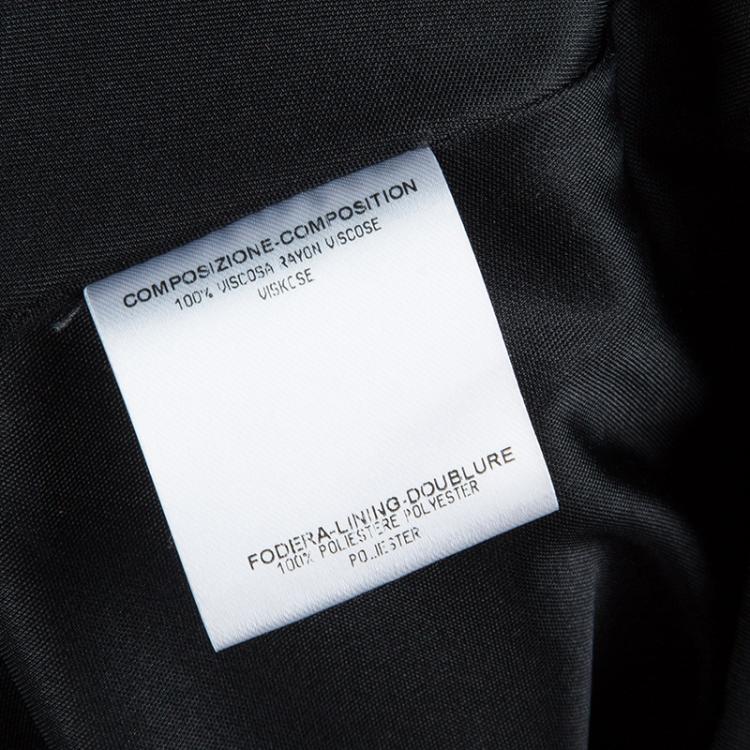 COMPOSIZIONE-COMPOSITION
100% VISCOSA RAYON VISCOSE
VISKOSE
FODERA-LINING-DOUBLURE
100% POLIESTERE POLYESTER
POLIESTER